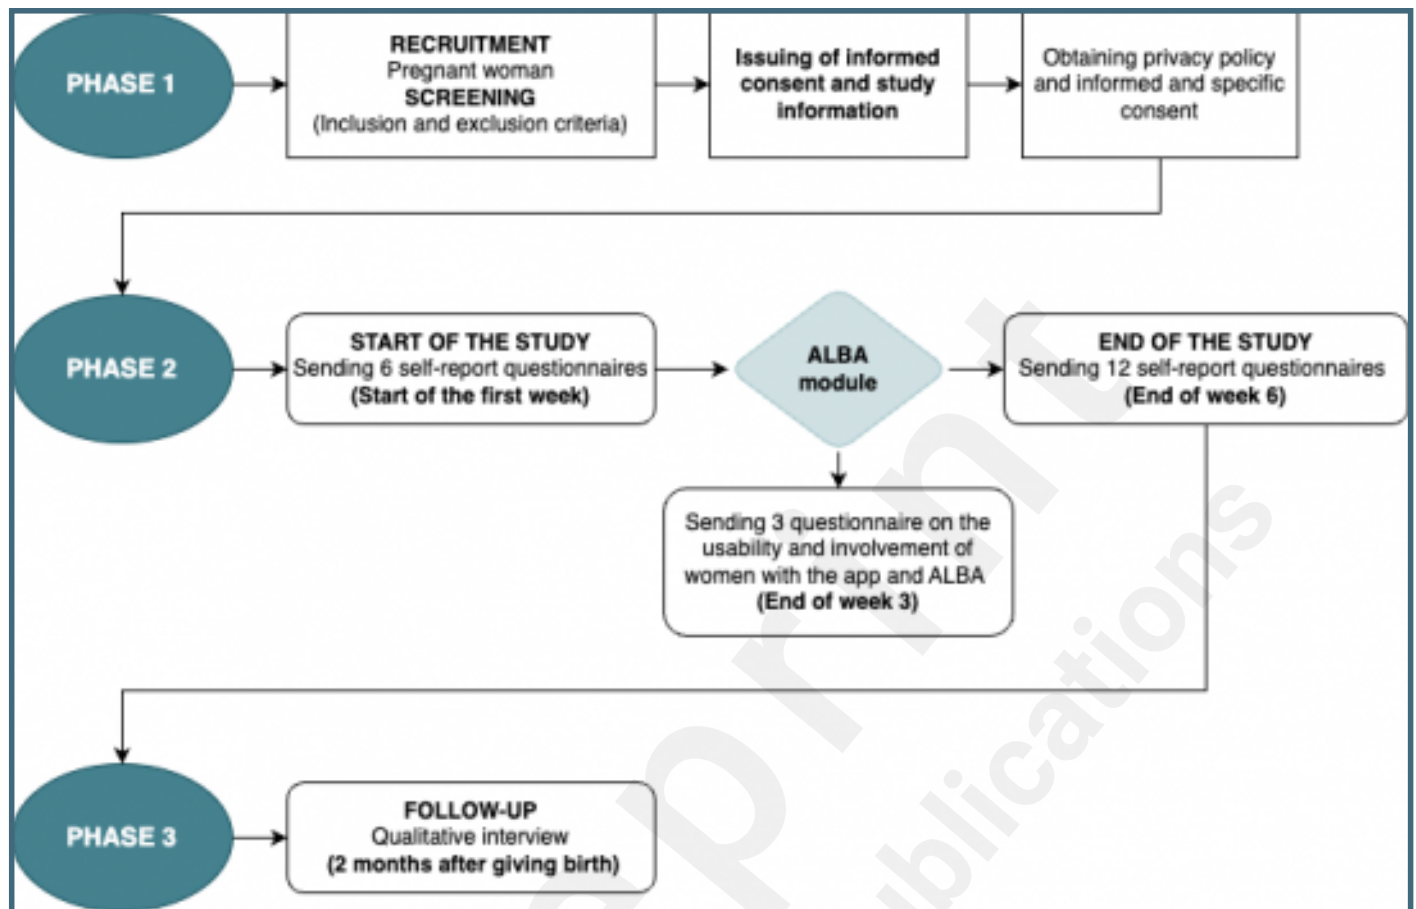 PHASE 1
RECRUITMENT
Pregnant woman
SCREENING
(Inclusion and exclusion criteria)
Issuing of informed
consent and study
information
Obtaining privacy policy
and informed and specific
consent
PHASE 2
START OF THE STUDY
Sending 6 self-report questionnaires
(Start of the first week)
ALBA
module
END OF THE STUDY
Sending 12 self-report questionnaires
(End of week 6)
Sending 3 questionnaire on the
usability and involvement of
women with the app and ALBA
(End of week 3)
PHASE 3
FOLLOW-UP
Qualitative interview
(2 months after giving birth)